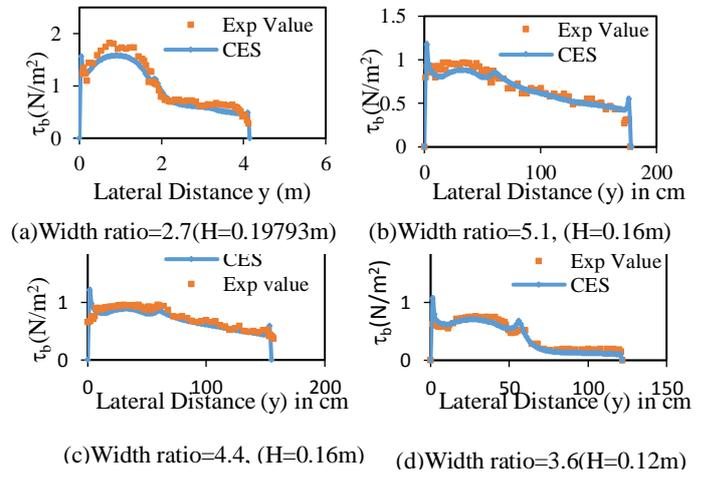 2
1
0
τb(N/m²)
Exp Value
CES
0 2 4 6
Lateral Distance y (m)
(a)Width ratio=2.7(H=0.19793m)
1.5
1
0.5
0
τb(N/m²)
Exp Value
CES
0 100 200
Lateral Distance (y) in cm
(b)Width ratio=5.1, (H=0.16m)
1
0
τb(N/m²)
CES
Exp value
0 100 200
Lateral Distance (y) in cm
(c)Width ratio=4.4, (H=0.16m)
1
0
τb(N/m²)
Exp Value
CES
0 50 100 150
Lateral Distance (y) in cm
(d)Width ratio=3.6(H=0.12m)